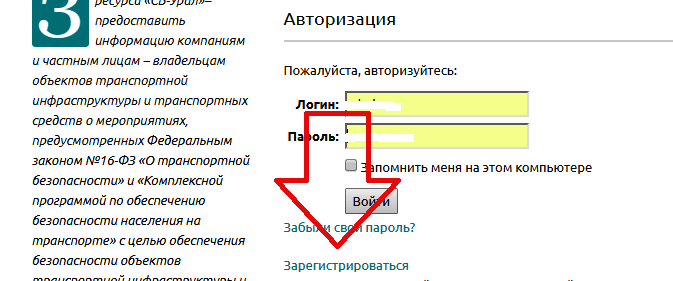 З
ресурса «СБ-Урал»–
предоставить
информацию компаниям
и частным лицам – владельцам
объектов транспортной
инфраструктуры и транспортных
средств о мероприятиях,
предусмотренных Федеральным
законом №16-ФЗ «О транспортной
безопасности» и «Комплексной
программой по обеспечению
безопасности населения на
транспорте» с целью обеспечения
безопасности объектов
транспортной инфраструктуры и
Авторизация
Пожалуйста, авторизуйтесь:
Логин:
Пароль:
Запомнить меня на этом компьютере
Войти
Забыли свой пароль?
Зарегистрироваться